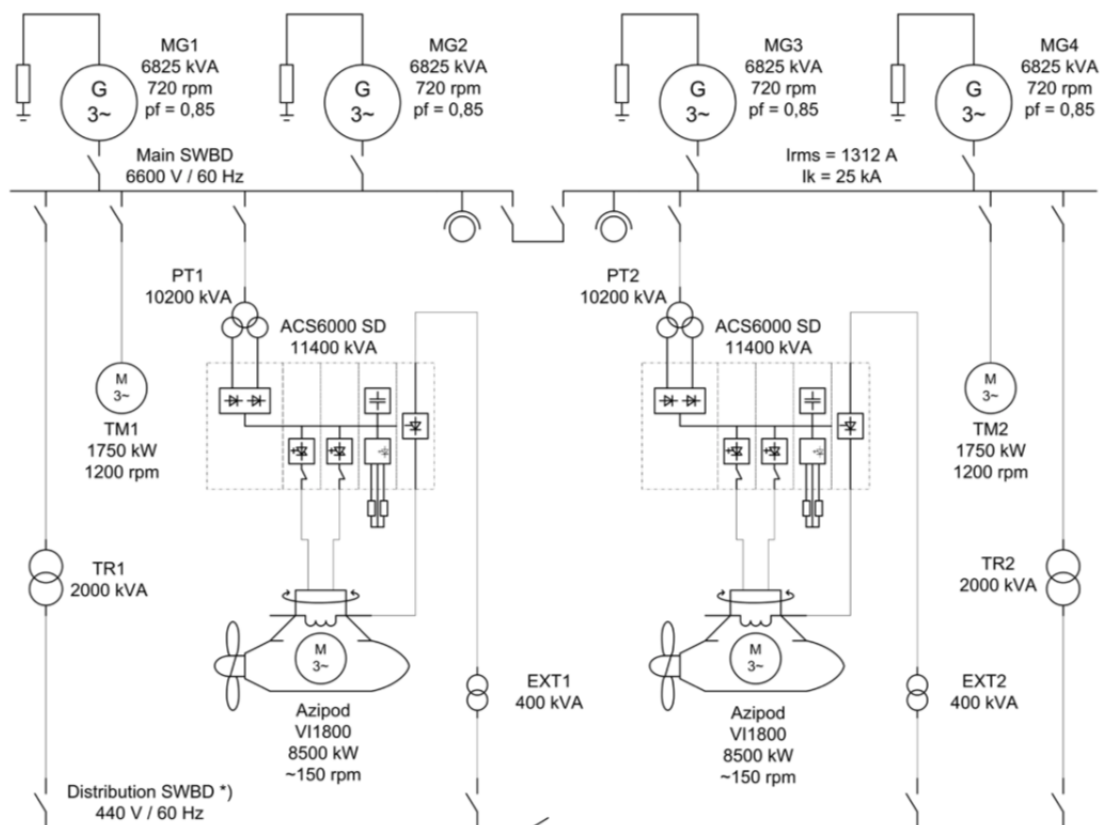 MG1
6825 kVA
720 rpm
pf = 0,85
G
3~
MG2
6825 kVA
720 rpm
pf = 0,85
G
3~
MG3
6825 kVA
720 rpm
pf = 0,85
G
3~
MG4
6825 kVA
720 rpm
pf = 0,85
G
3~
Main SWBD
6600 V / 60 Hz
Irms = 1312 A
Ik = 25 kA
PT1
10200 kVA
ACS6000 SD
11400 kVA
PT2
10200 kVA
ACS6000 SD
11400 kVA
M
3~
TM1
1750 kW
1200 rpm
M
3~
TM2
1750 kW
1200 rpm
TR1
2000 kVA
TR2
2000 kVA
M
3~
Azipod
VI1800
8500 kW
~150 rpm
EXT1
400 kVA
M
3~
Azipod
VI1800
8500 kW
~150 rpm
EXT2
400 kVA
Distribution SWBD *)
440 V / 60 Hz